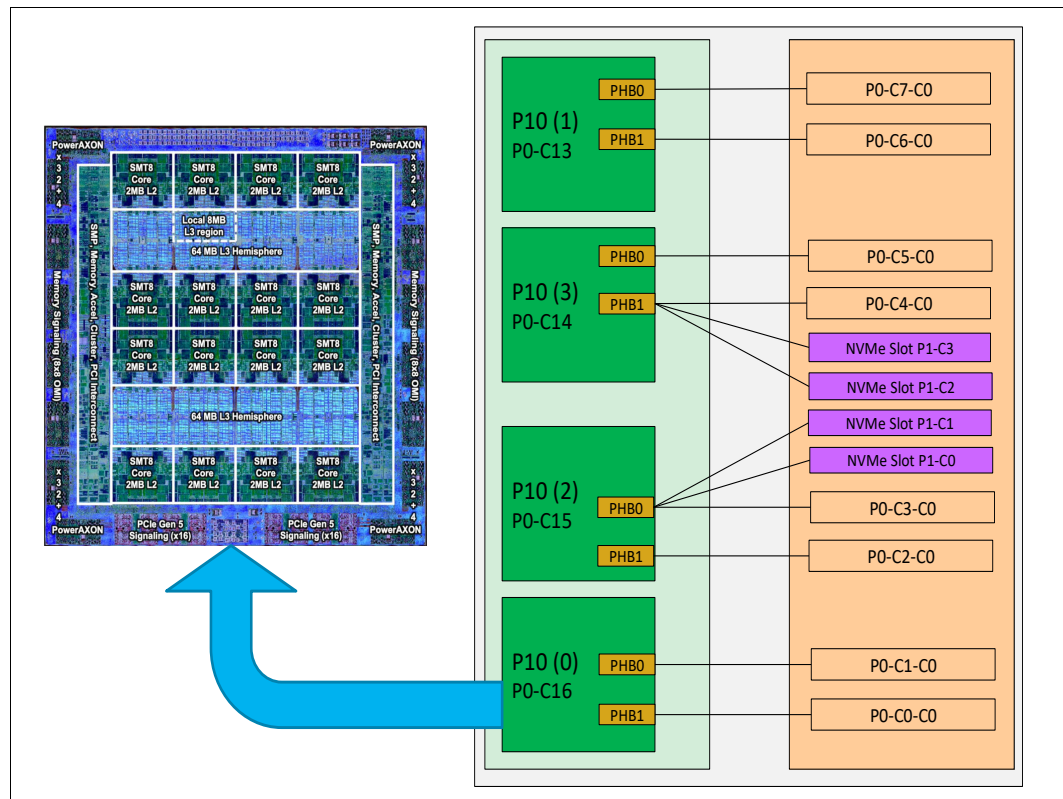 PowerAXON
PowerAXON
x
3
2
+
4
x
3
2
+
4
SMT8
Core
2MB L2
SMT8
Core
2MB L2
SMT8
Core
2MB L2
SMT8
Core
2MB L2
Local 8MB
L3 region
64 MB L3 Hemisphere
SMP, Memory, Accel, Cluster, PCI Interconnect
SMP, Memory, Accel, Cluster, PCI Interconnect
Memory Signaling (8x8 OMI)
Memory Signaling (8x8 OMI)
SMT8
Core
2MB L2
SMT8
Core
2MB L2
SMT8
Core
2MB L2
SMT8
Core
2MB L2
SMT8
Core
2MB L2
SMT8
Core
2MB L2
SMT8
Core
2MB L2
SMT8
Core
2MB L2
64 MB L3 Hemisphere
SMT8
Core
2MB L2
SMT8
Core
2MB L2
SMT8
Core
2MB L2
SMT8
Core
2MB L2
x
3
2
+
4
x
3
2
+
4
PowerAXON
PCIe Gen 5
Signaling (x16)
PCIe Gen 5
Signaling (x16)
PowerAXON
P10 (1)
P0-C13
PHB0
PHB1
P0-C7-C0
P0-C6-C0
P10 (3)
P0-C14
PHB0
PHB1
P0-C5-C0
P0-C4-C0
NVMe Slot P1-C3
NVMe Slot P1-C2
NVMe Slot P1-C1
NVMe Slot P1-C0
P10 (2)
P0-C15
PHB0
PHB1
P0-C3-C0
P0-C2-C0
P10 (0)
P0-C16
PHB0
PHB1
P0-C1-C0
P0-C0-C0